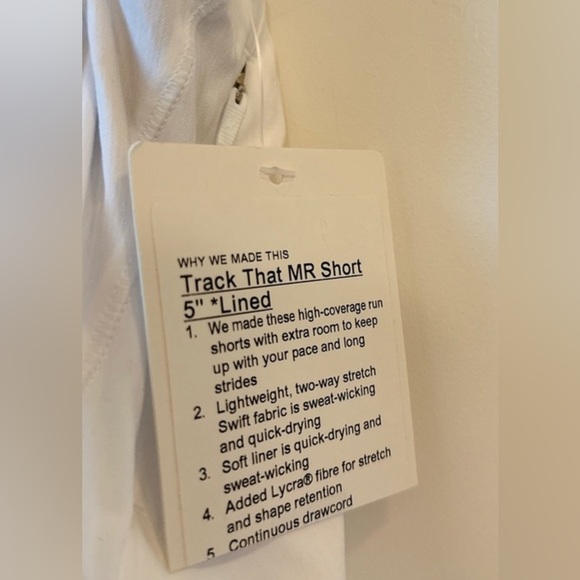 WHY WE MADE THIS
Track That MR Short
5" *Lined
1. We made these high-coverage run
shorts with extra room to keep
up with your pace and long
strides
2. Lightweight, two-way stretch
Swift fabric is sweat-wicking
and quick-drying
3. Soft liner is quick-drying and
sweat-wicking
4. Added Lycra® fibre for stretch
and shape retention
5. Continuous drawcord